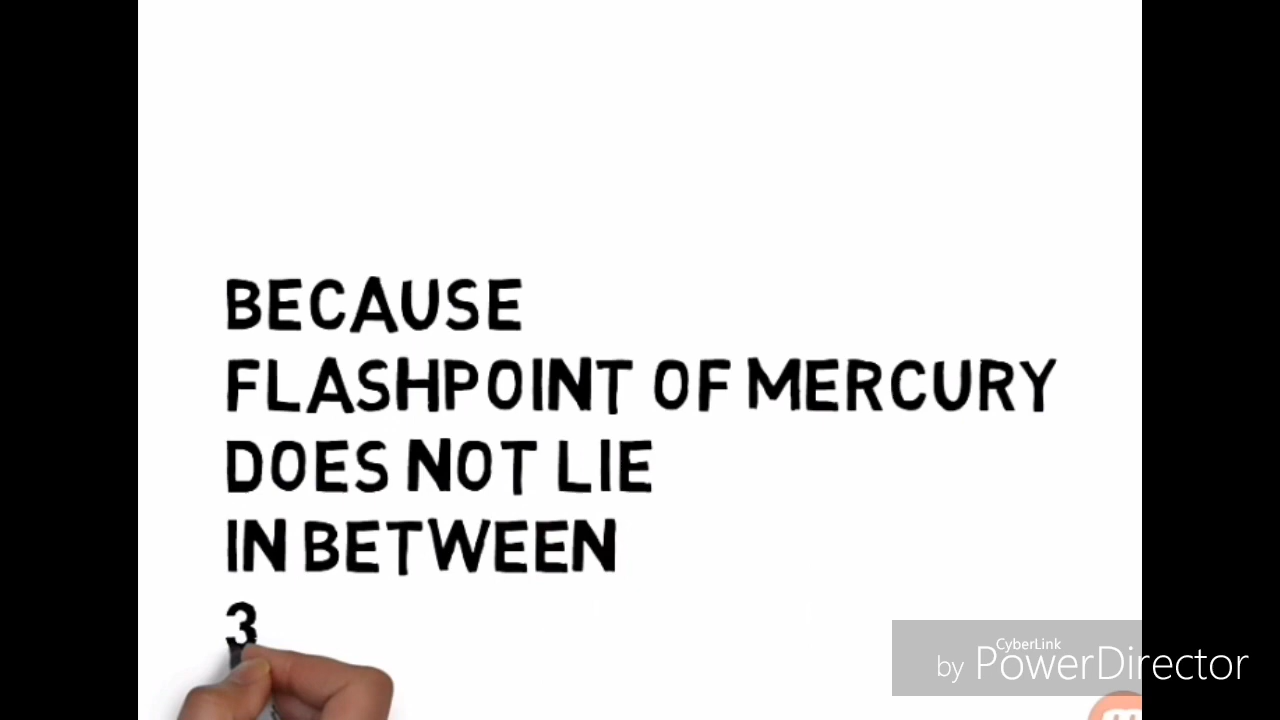 BECAUSE
FLASHPOINT OF MERCURY
DOES NOT LIE
IN BETWEEN
3
CyberLink
by PowerDirector